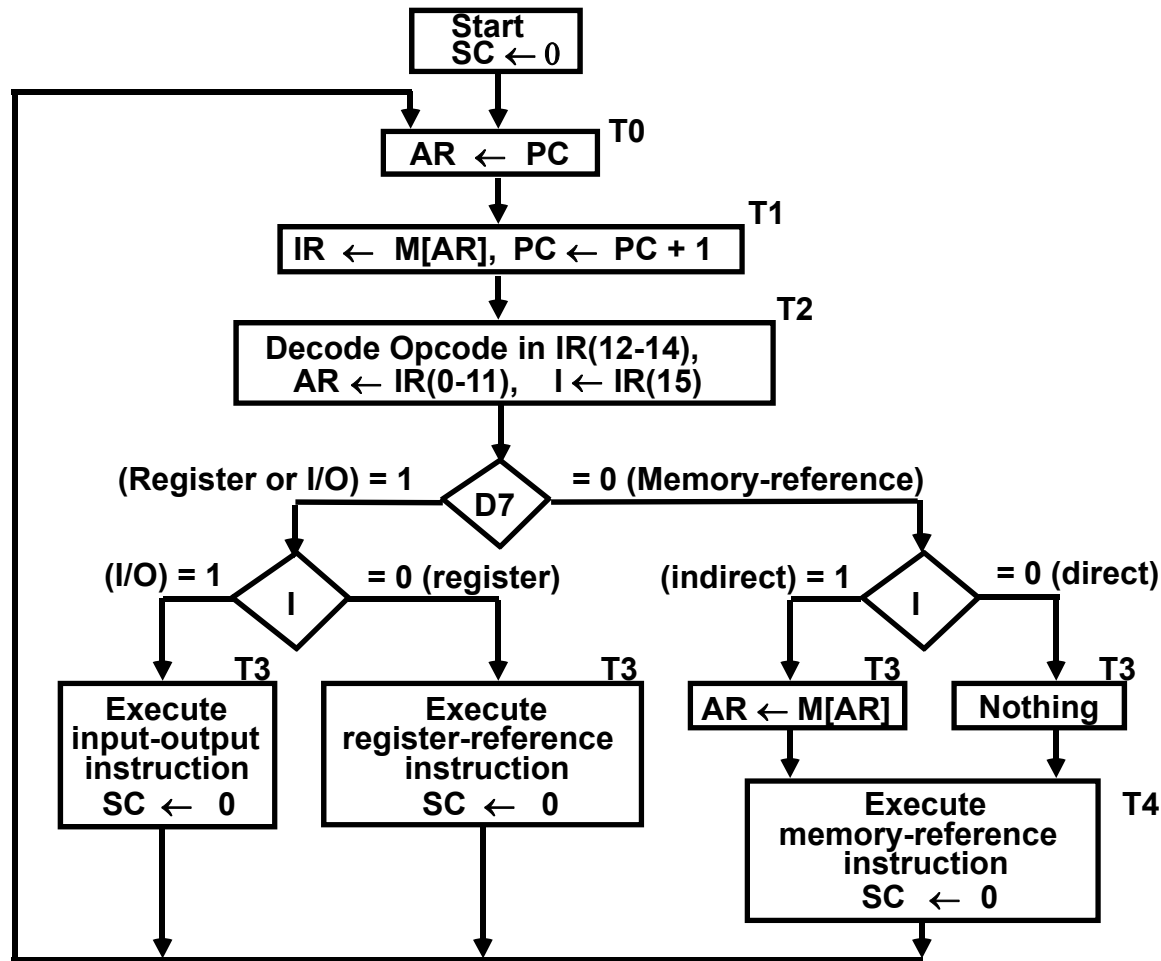 Start
SC ← 0
T0
AR ← PC
T1
IR ← M[AR], PC ← PC + 1
T2
Decode Opcode in IR(12-14),
AR ← IR(0-11), I ← IR(15)
(Register or I/O) = 1
D7
= 0 (Memory-reference)
(I/O) = 1
I
= 0 (register)
(indirect) = 1
I
= 0 (direct)
T3
Execute
input-output
instruction
SC ← 0
T3
Execute
register-reference
instruction
SC ← 0
T3
AR ← M[AR]
T3
Nothing
T4
Execute
memory-reference
instruction
SC ← 0